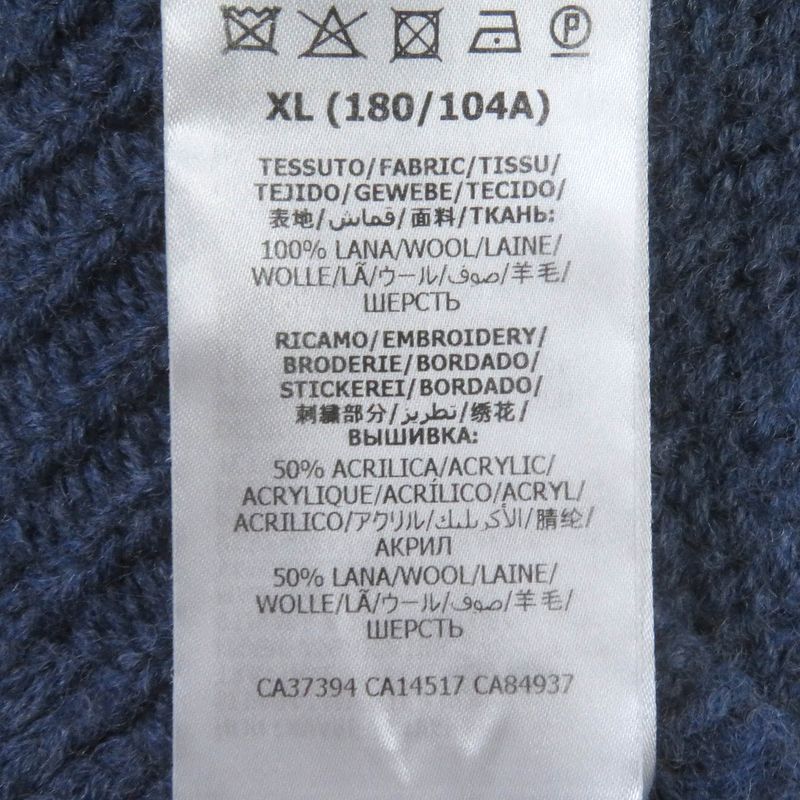 P
XL (180/104A)
TESSUTO/FABRIC/TISSU/
TEJIDO/GEWEBE/TECIDO/
表地/قماش/面料/ТКАНЬ:
100% LANA/WOOL/LAINE/
WOLLE/LÃ/ウール/صوف/羊毛/
ШЕРСТЬ
RICAMO/EMBROIDERY/
BRODERIE/BORDADO/
STICKEREI/BORDADO/
刺繍部分/تطريز/绣花/
ВЫШИВКА:
50% ACRILICA/ACRYLIC/
ACRYLIQUE/ACRÍLICO/ACRYL/
ACRILICO/アクリル/الأكريليك/腈纶/
АКРИЛ
50% LANA/WOOL/LAINE/
WOLLE/LÃ/ウール/صوف/羊毛/
ШЕРСТЬ
CA37394 CA14517 CA84937